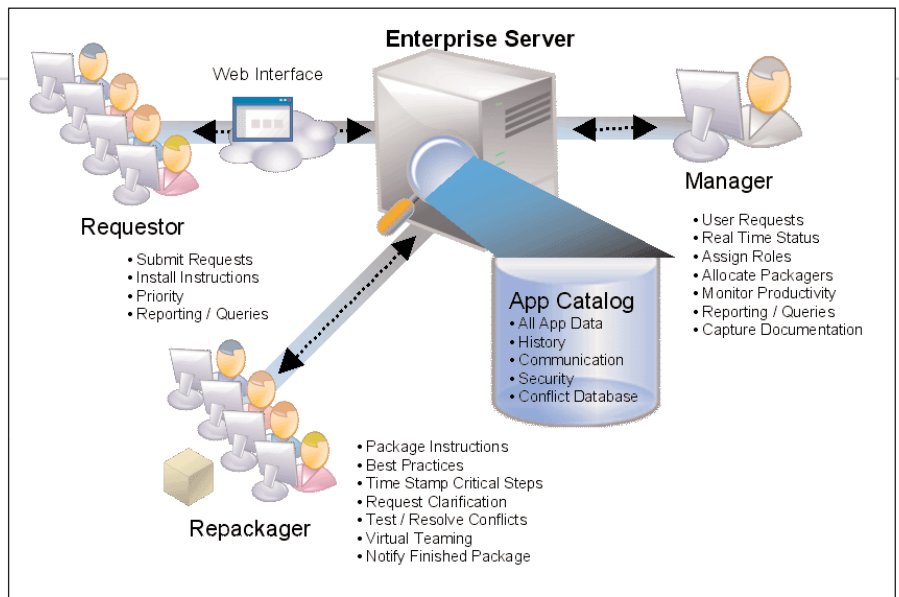 Enterprise Server
Web Interface
Requestor
• Submit Requests
• Install Instructions
• Priority
• Reporting / Queries
Manager
• User Requests
• Real Time Status
• Assign Roles
• Allocate Packagers
• Monitor Productivity
• Reporting / Queries
• Capture Documentation
App Catalog
• All App Data
• History
• Communication
• Security
• Conflict Database
Repackager
• Package Instructions
• Best Practices
• Time Stamp Critical Steps
• Request Clarification
• Test / Resolve Conflicts
• Virtual Teaming
• Notify Finished Package